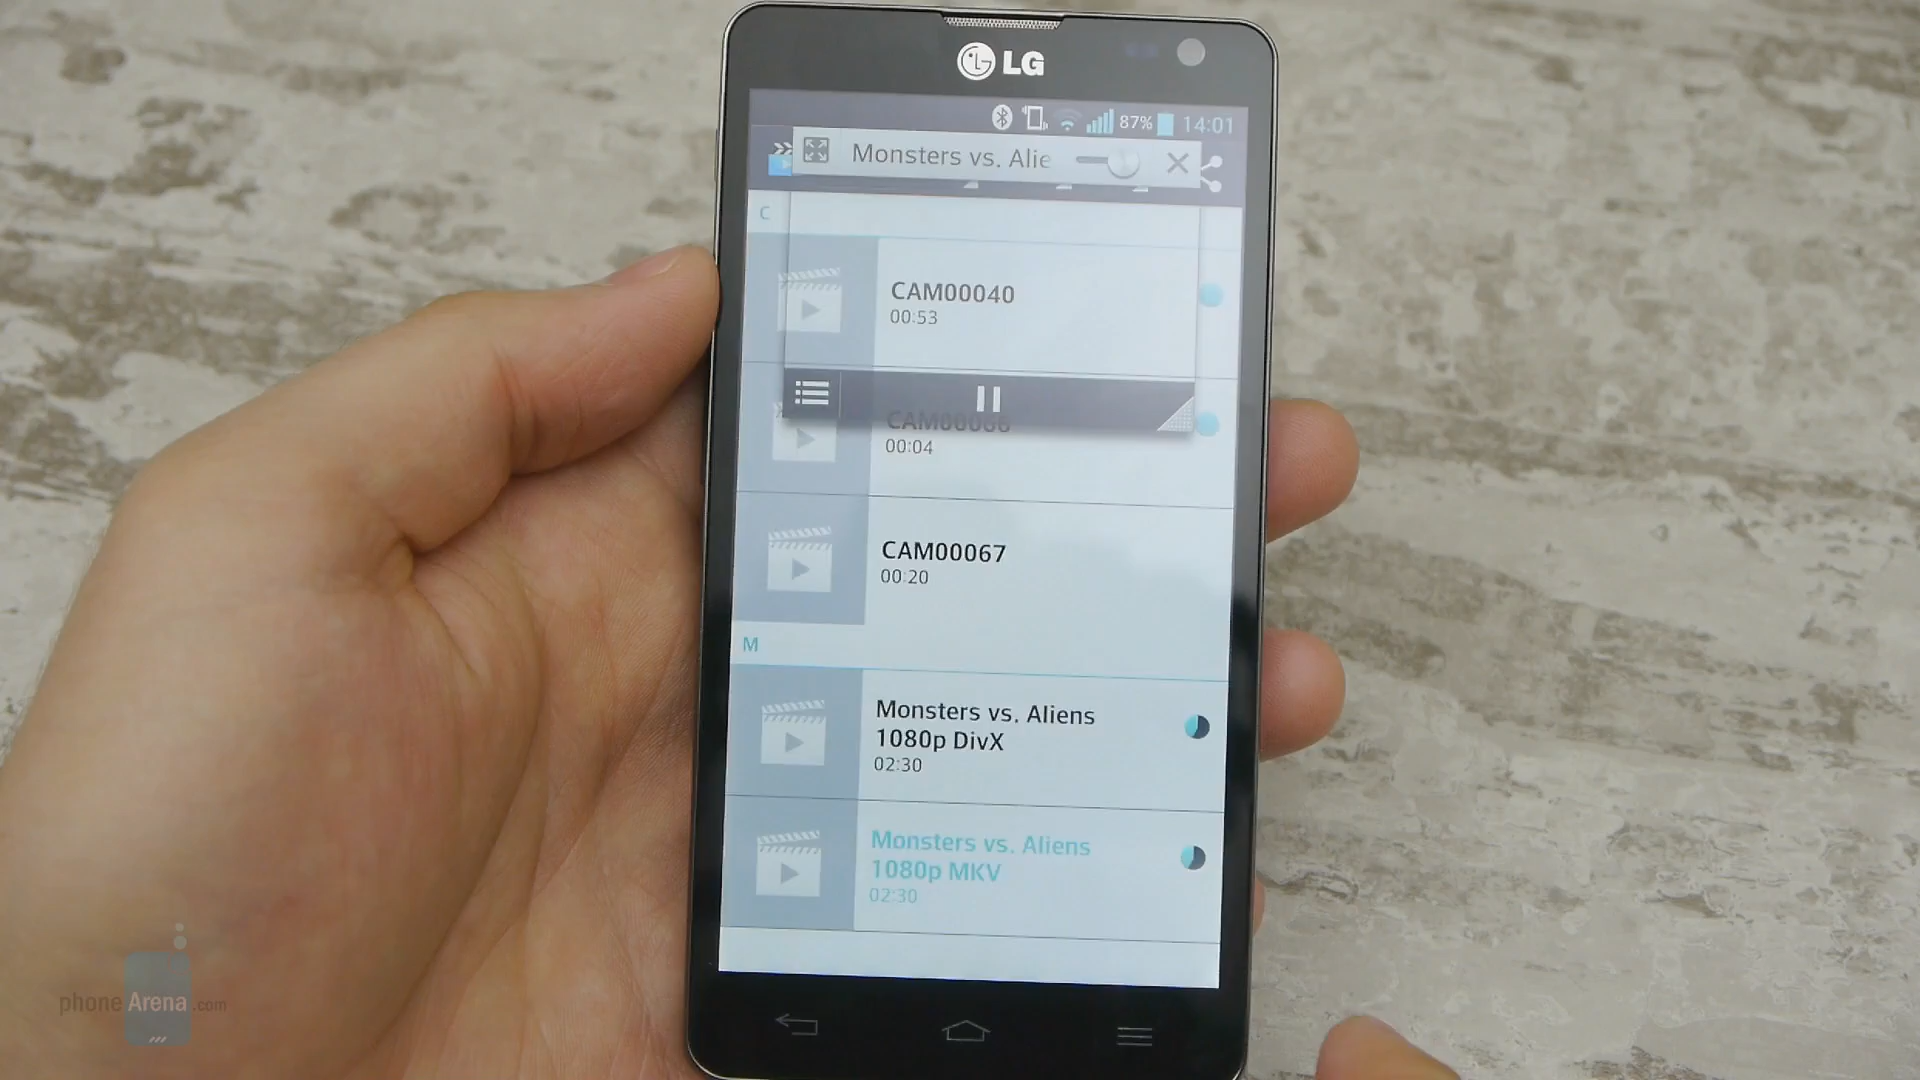 LG
87% 14:01
Monsters vs. Alie
C
CAM00040
00:53
00:04
CAM00067
00:20
M
Monsters vs. Aliens
1080p DivX
02:30
Monsters vs. Aliens
1080p MKV
02:30
phoneArena.com